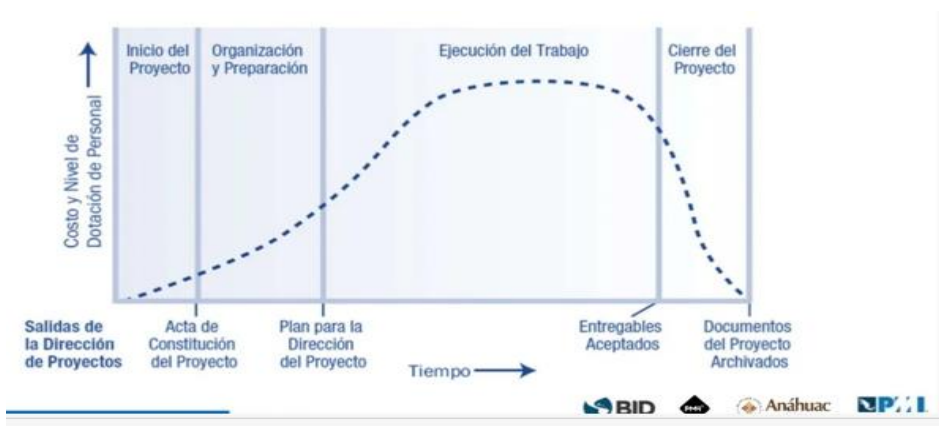 Inicio del
Proyecto
Organización
y Preparación
Ejecución del Trabajo
Cierre del
Proyecto
Costo y Nivel de
Dotación de Personal
Salidas de
la Dirección
de Proyectos
Acta de
Constitución
del Proyecto
Plan para la
Dirección
del Proyecto
Entregables
Aceptados
Documentos
del Proyecto
Archivados
Tiempo
BID
Anáhuac